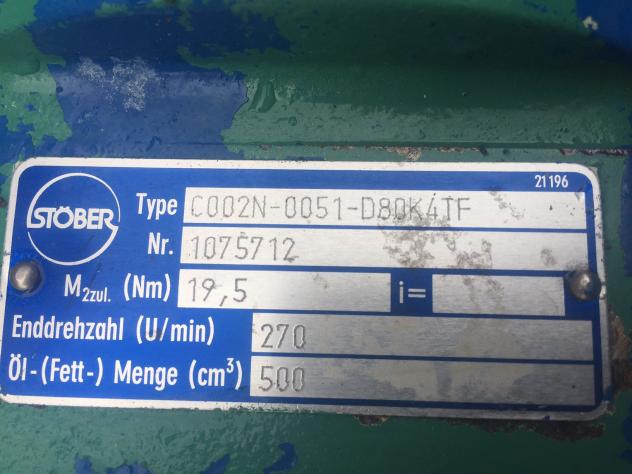 21196
STÖBER
Type C002N-0051-D80K4TF
Nr. 1075712
M2zul. (Nm) 19,5 i=
Enddrehzahl (U/min) 270
Öl-(Fett-) Menge (cm³) 500